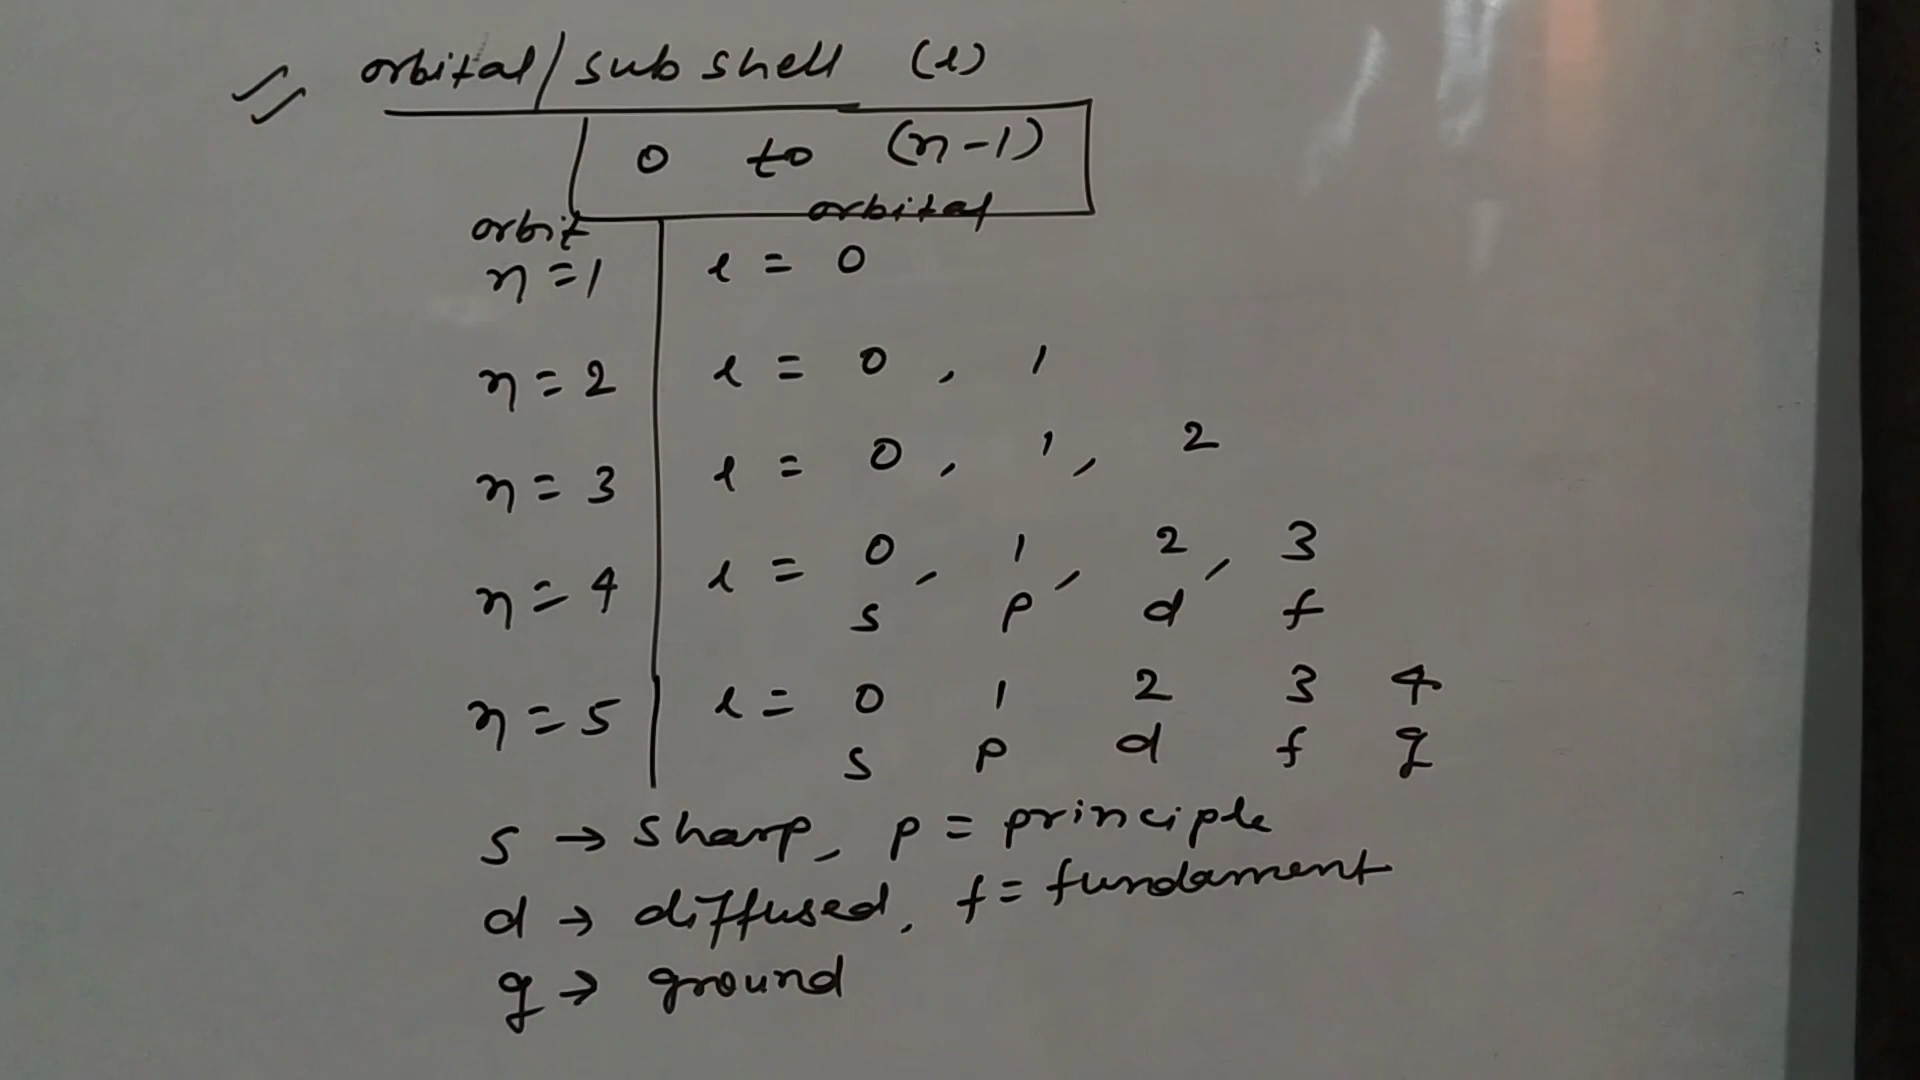 orbital/sub shell (l)
0 to (n-1)
orbit orbital
n=1 l = 0
n=2 l = 0, 1
n=3 l = 0, 1, 2
n=4 l = 0, 1, 2, 3
s p d f
n=5 l = 0 1 2 3 4
s p d f g
s → sharp, p = principle
d → diffused, f = fundament
g → ground